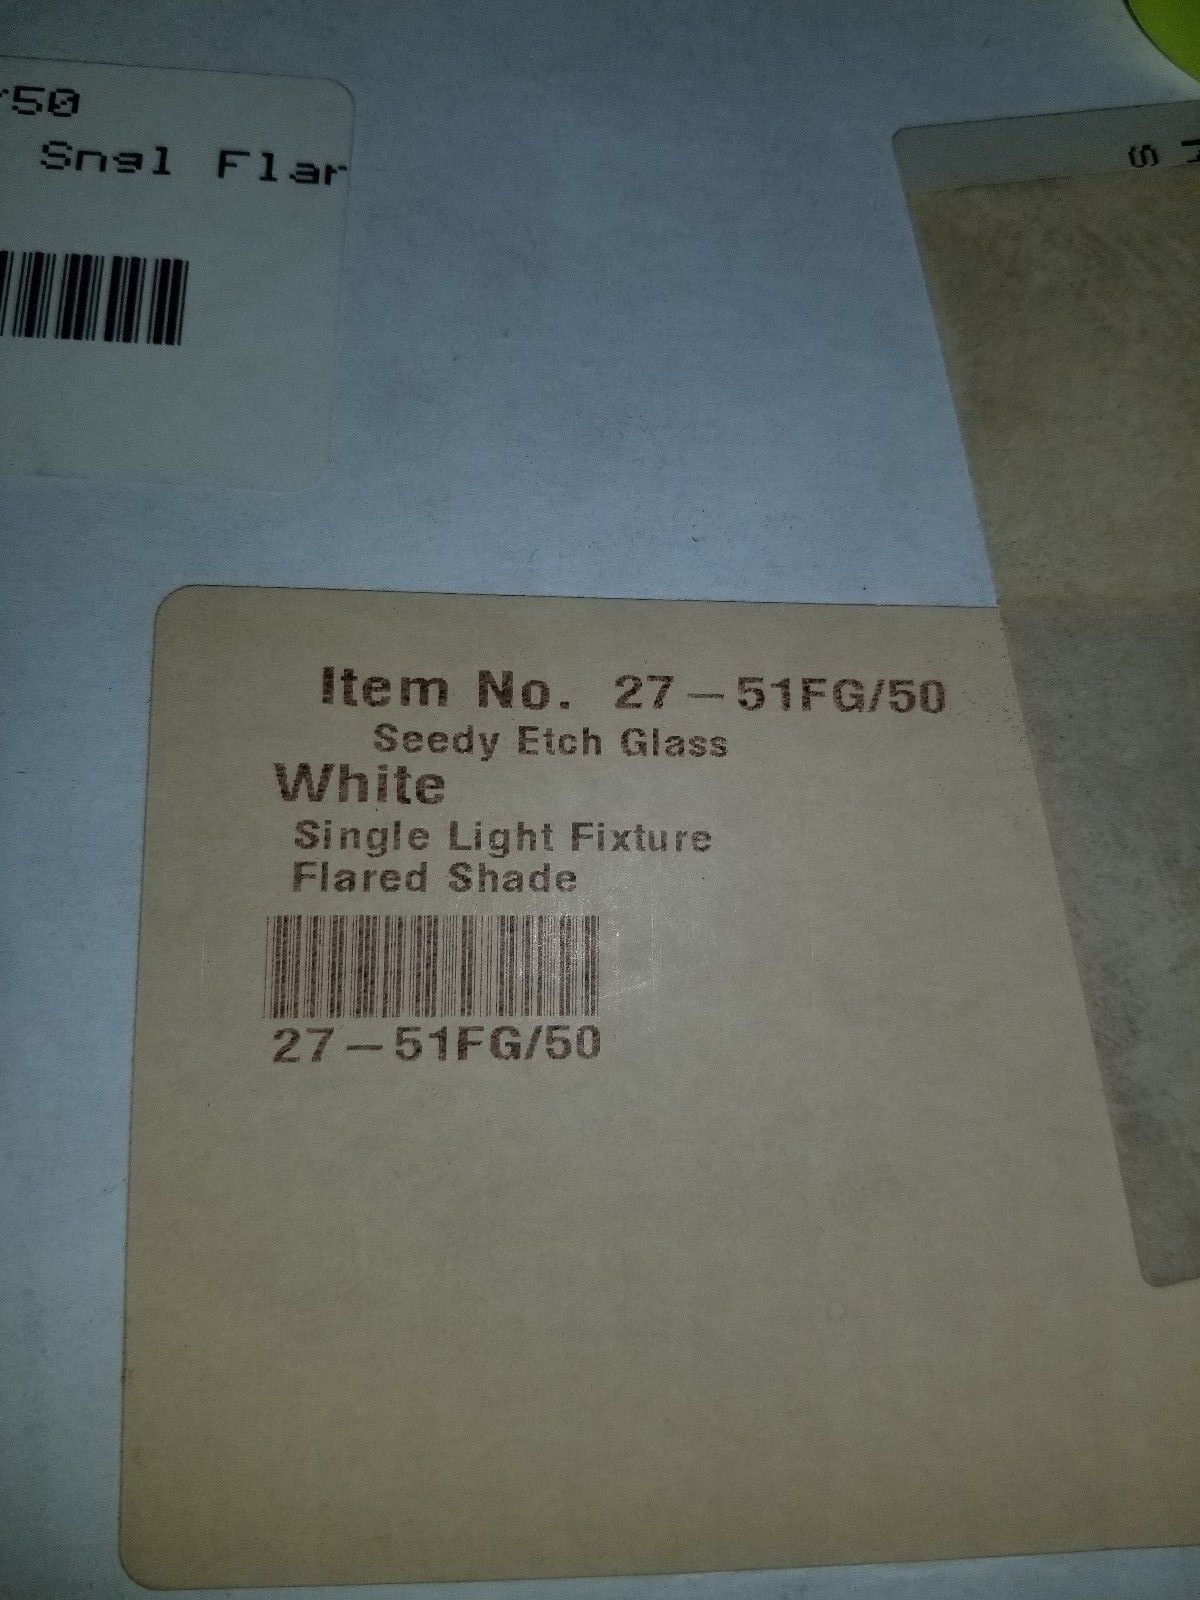 50
Sngl Flar
Item No. 27-51FG/50
Seedy Etch Glass
White
Single Light Fixture
Flared Shade
27-51FG/50